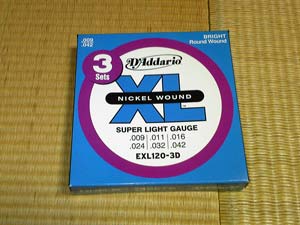 .009
.042
BRIGHT
Round Wound
3
Sets
D'Addario
XL
NICKEL WOUND
SUPER LIGHT GAUGE
.009 .011 .016
.024 .032 .042
EXL120-3D